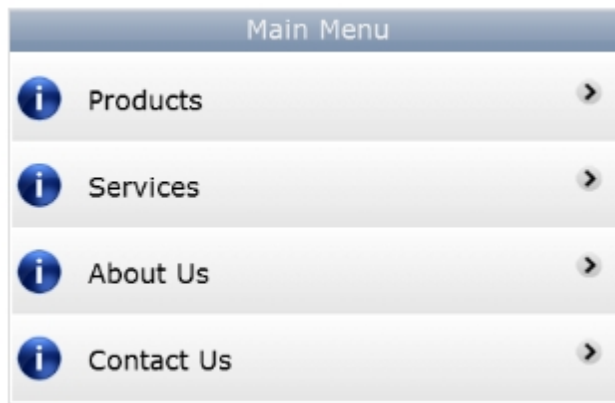 Main Menu
Products
Services
About Us
Contact Us